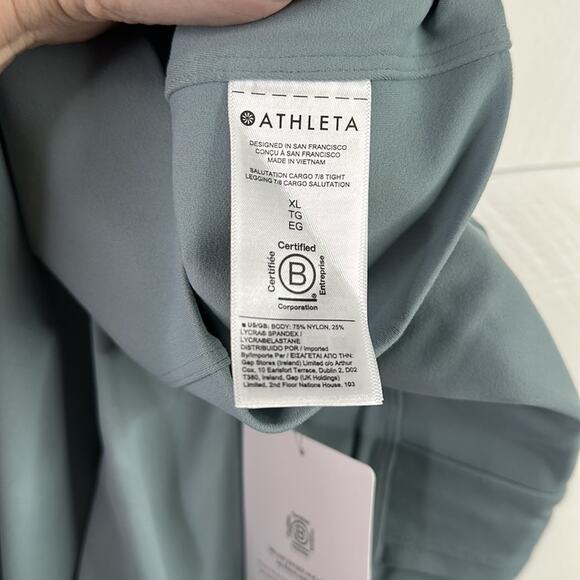 ATHLETA
DESIGNED IN SAN FRANCISCO
CONÇU À SAN FRANCISCO
MADE IN VIETNAM
SALUTATION CARGO 7/8 TIGHT
LEGGING 7/8 CARGO SALUTATION
XL
TG
EG
Certified
Certifiée
B
Entreprise
®
Corporation
US/GB: BODY: 75% NYLON, 25%
LYCRA® SPANDEX /
LYCRA®ELASTANE
DISTRIBUIDO POR / Imported
By/Importe Per / ΕΙΣΑΓΕΤΑΙ ΑΠΟ ΤΗΝ:
Gap Stores (Ireland) Limited c/o Arthur
Cox, 10 Earlsfort Terrace, Dublin 2, D02
T380, Ireland, Gap (UK Holdings)
Limited, 2nd Floor Nations House, 103
B